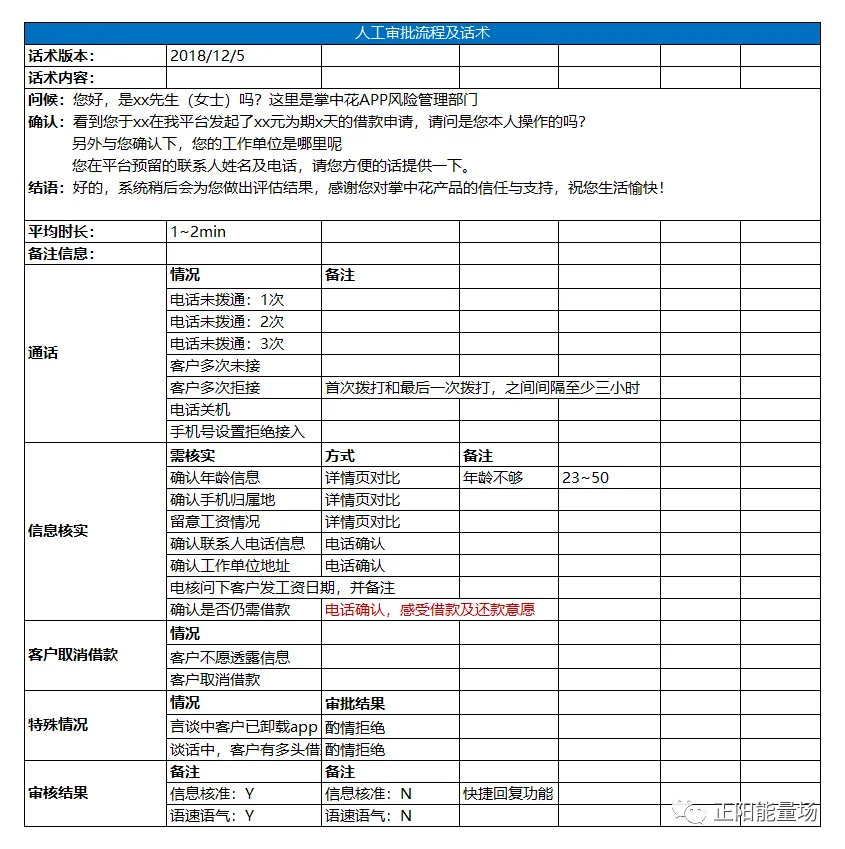 人工审批流程及话术
话术版本： 2018/12/5
话术内容：
问候：您好，是xx先生（女士）吗？这里是掌中花APP风险管理部门
确认：看到您于xx在我平台发起了xx元为期x天的借款申请，请问是您本人操作的吗？
另外与您确认下，您的工作单位是哪里呢
您在平台预留的联系人姓名及电话，请您方便的话提供一下。
结语：好的，系统稍后会为您做出评估结果，感谢您对掌中花产品的信任与支持，祝您生活愉快！
平均时长： 1~2min
备注信息：
通话
情况 备注
电话未拨通：1次
电话未拨通：2次
电话未拨通：3次
客户多次未接
客户多次拒接 首次拨打和最后一次拨打，之间间隔至少三小时
电话关机
手机号设置拒绝接入
信息核实
需核实 方式 备注
确认年龄信息 详情页对比 年龄不够 23~50
确认手机归属地 详情页对比
留意工资情况 详情页对比
确认联系人电话信息 电话确认
确认工作单位地址 电话确认
电核问下客户发工资日期，并备注
确认是否仍需借款 电话确认，感受借款及还款意愿
客户取消借款
情况
客户不愿透露信息
客户取消借款
特殊情况
情况 审批结果
言谈中客户已卸载app 酌情拒绝
谈话中，客户有多头借 酌情拒绝
审核结果
备注 备注
信息核准：Y 信息核准：N 快捷回复功能
语速语气：Y 语速语气：N
正阳能量场